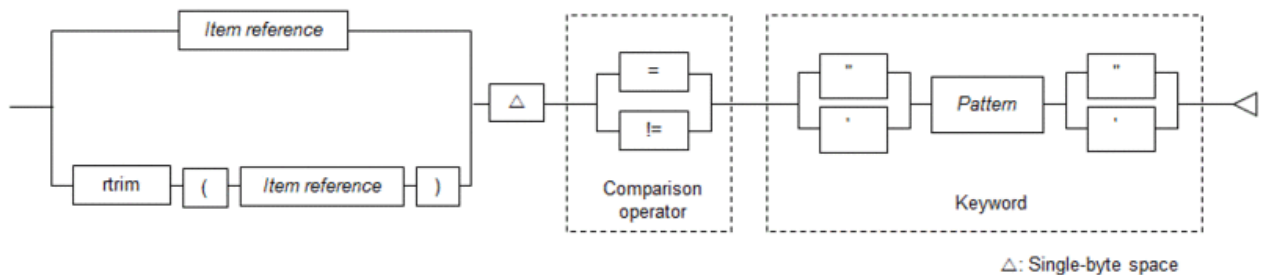 Item reference
△
=
!=
"
'
Pattern
"
'
rtrim
(
Item reference
)
Comparison
operator
Keyword
△: Single-byte space